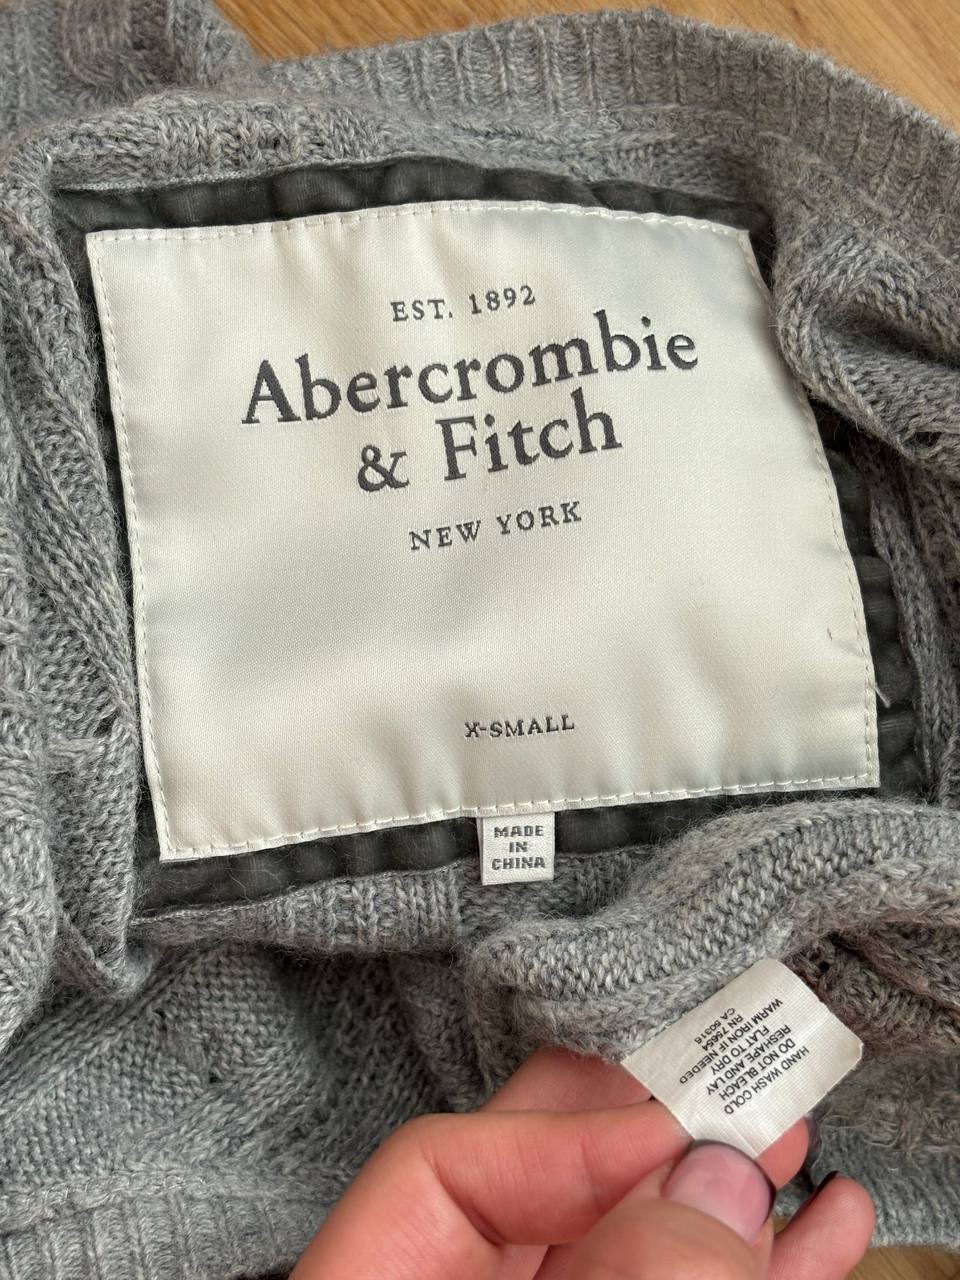 EST. 1892
Abercrombie
& Fitch
NEW YORK
X-SMALL
MADE
IN
CHINA
HAND WASH COLD
DO NOT BLEACH
RESHAPE AND LAY
FLAT TO DRY
WARM IRON IF NEEDED
RN 75654
CA 50316